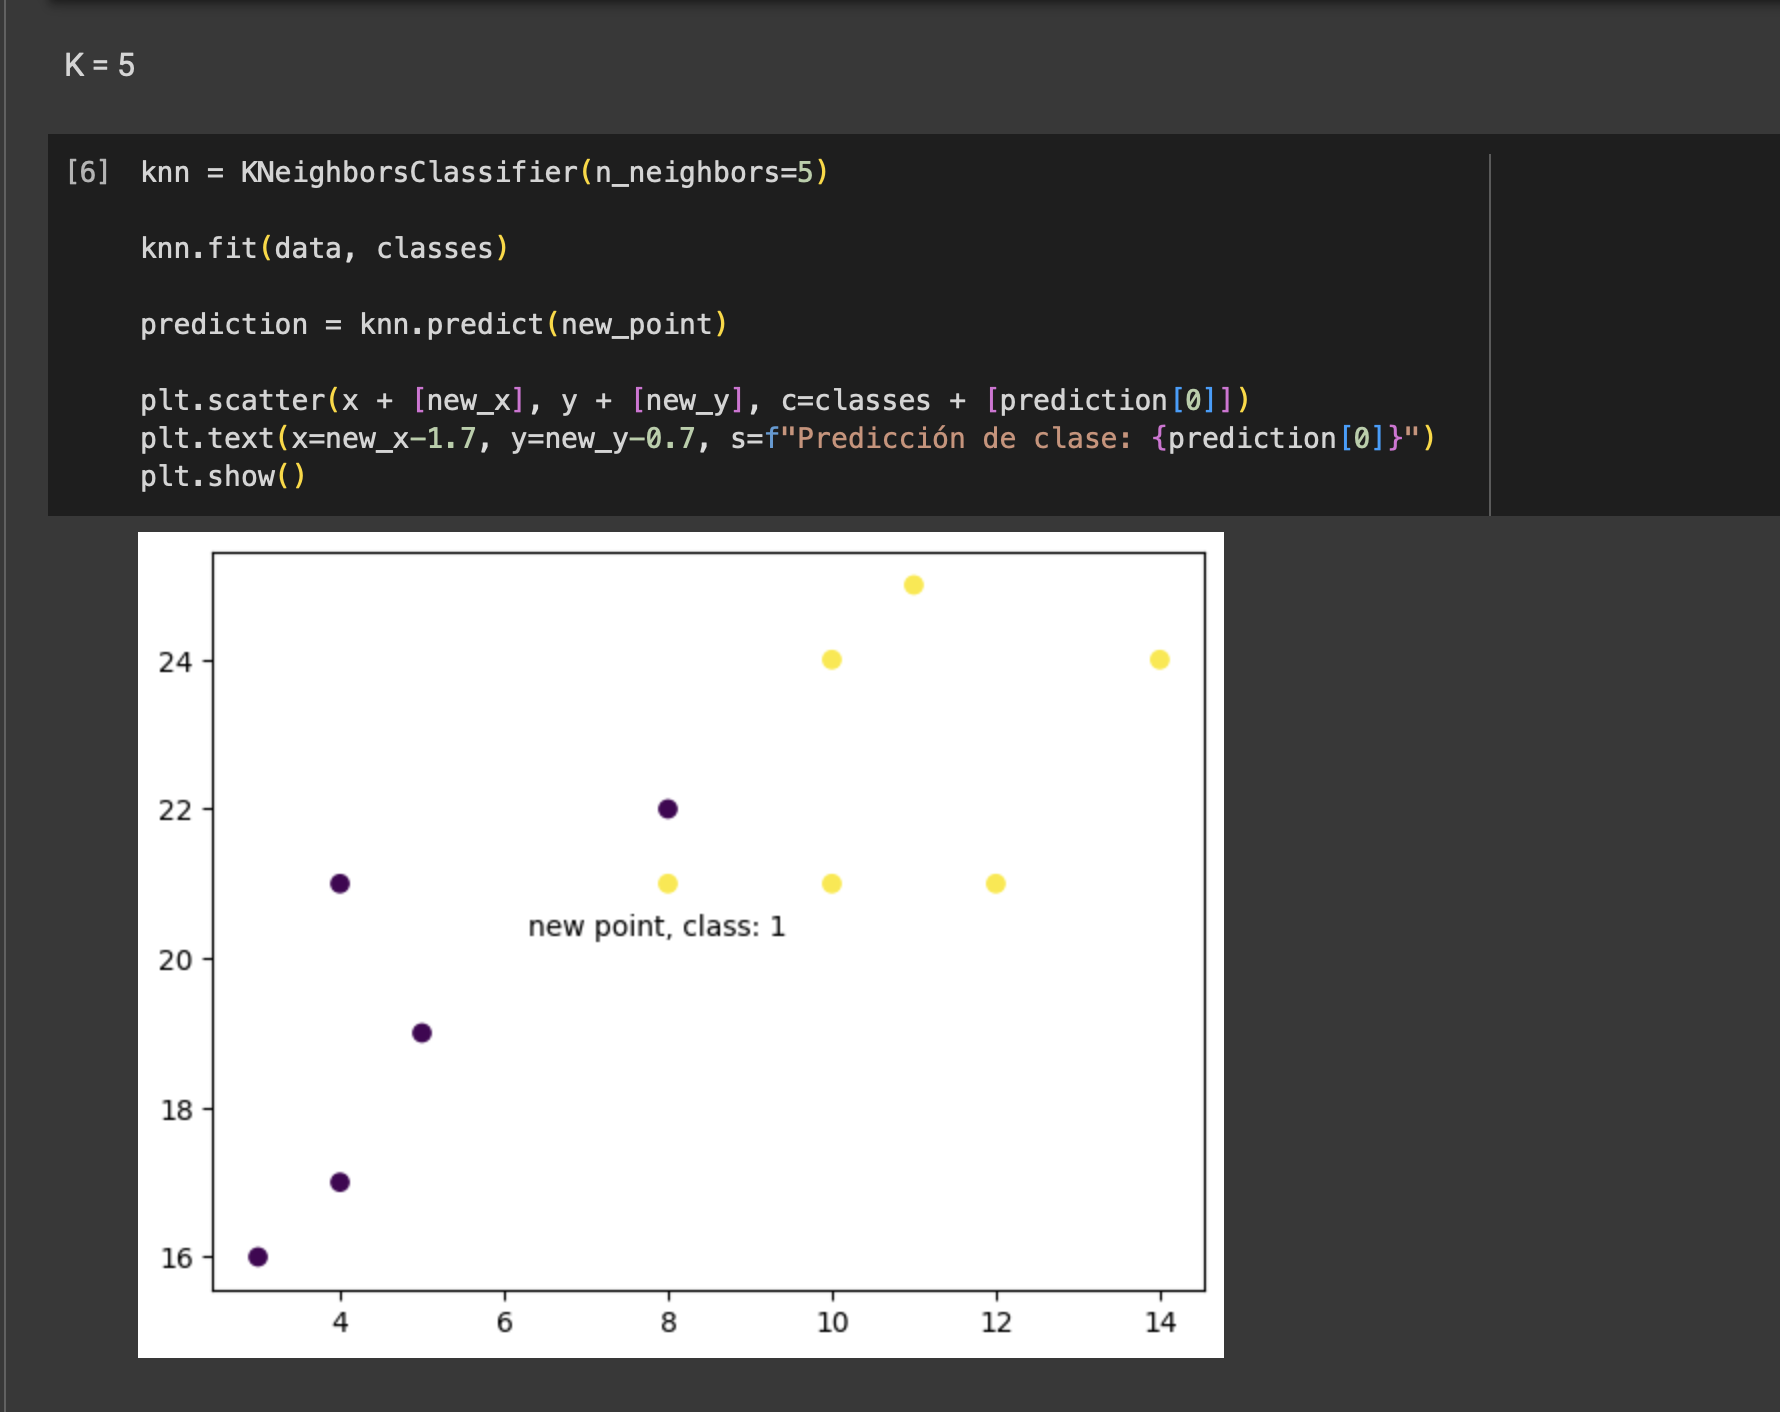 K = 5
[6] knn = KNeighborsClassifier(n_neighbors=5)
knn.fit(data, classes)
prediction = knn.predict(new_point)
plt.scatter(x + [new_x], y + [new_y], c=classes + [prediction[0]])
plt.text(x=new_x-1.7, y=new_y-0.7, s=f"Predicción de clase: {prediction[0]}")
plt.show()
24
22
new point, class: 1
20
18
16
4 6 8 10 12 14